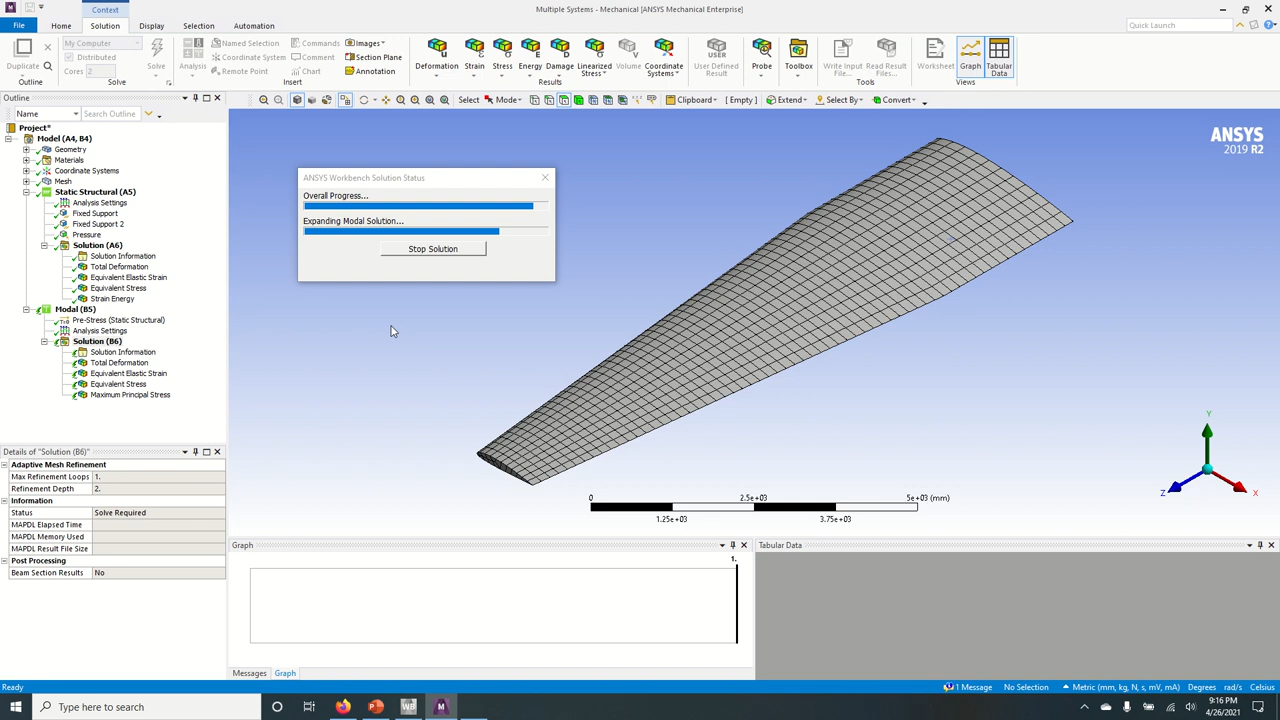 Context
Multiple Systems - Mechanical [ANSYS Mechanical Enterprise]
File Home Solution Display Selection Automation
Quick Launch
Duplicate
Outline
My Computer
Distributed
Cores 2
Solve
Solve
Analysis
Named Selection
Coordinate System
Remote Point
Commands
Comment
Chart
Images
Section Plane
Annotation
Insert
Deformation Strain Stress Energy Damage Linearized Stress Volume Coordinate Systems
Results
User Defined Result
USER
Probe
Toolbox
Write Input File...
Read Result Files...
Tools
Worksheet Graph Tabular Data
Views
Outline
Select Mode Clipboard [ Empty ] Extend Select By Convert
Name Search Outline
Project*
Model (A4, B4)
Geometry
Materials
Coordinate Systems
Mesh
Static Structural (A5)
Analysis Settings
Fixed Support
Fixed Support 2
Pressure
Solution (A6)
Solution Information
Total Deformation
Equivalent Elastic Strain
Equivalent Stress
Strain Energy
Modal (B5)
Pre-Stress (Static Structural)
Analysis Settings
Solution (B6)
Solution Information
Total Deformation
Equivalent Elastic Strain
Equivalent Stress
Maximum Principal Stress
ANSYS Workbench Solution Status
Overall Progress...
Expanding Modal Solution...
Stop Solution
ANSYS
2019 R2
Y
Z
X
0 2.5e+03 5e+03 (mm)
1.25e+03 3.75e+03
Details of "Solution (B6)"
Adaptive Mesh Refinement
Max Refinement Loops 1.
Refinement Depth 2.
Information
Status Solve Required
MAPDL Elapsed Time
MAPDL Memory Used
MAPDL Result File Size
Post Processing
Beam Section Results No
Graph
1.
Messages Graph
Tabular Data
Ready
1 Message No Selection Metric (mm, kg, N, s, mV, mA) Degrees rad/s Celsius
Type here to search
WB
M
9:16 PM
4/26/2021